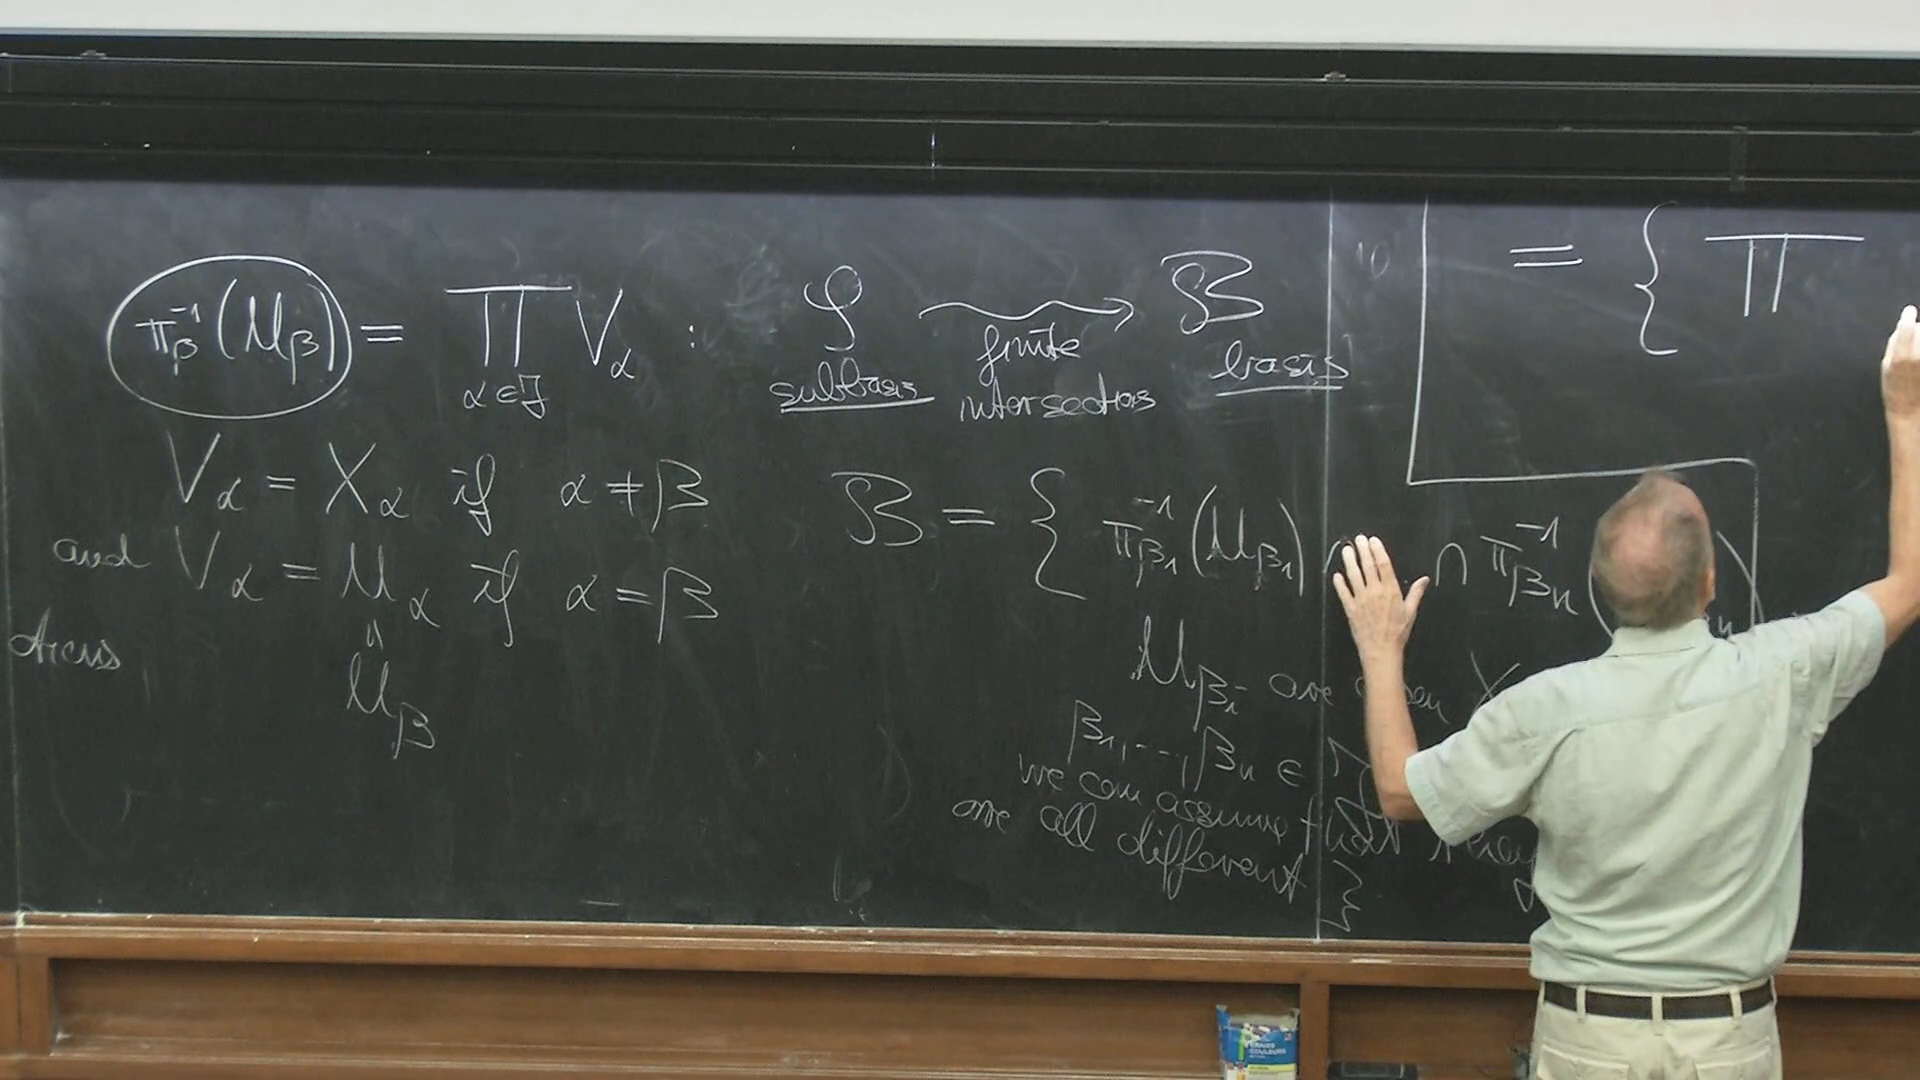 π_β^{-1}(U_β) = ∏_{α∈J} V_α :
V_α = X_α if α ≠ β
and V_α = U_α if α = β
"
U_β
S finite intersections B
subbasis basis
B = { π_{β_1}^{-1}(U_{β_1}) ∩ π_{β_n}^{-1}(
U_{β_i} are X
β_1, ..., β_n ∈ J
we can assume that they
are all different }
= { ∏